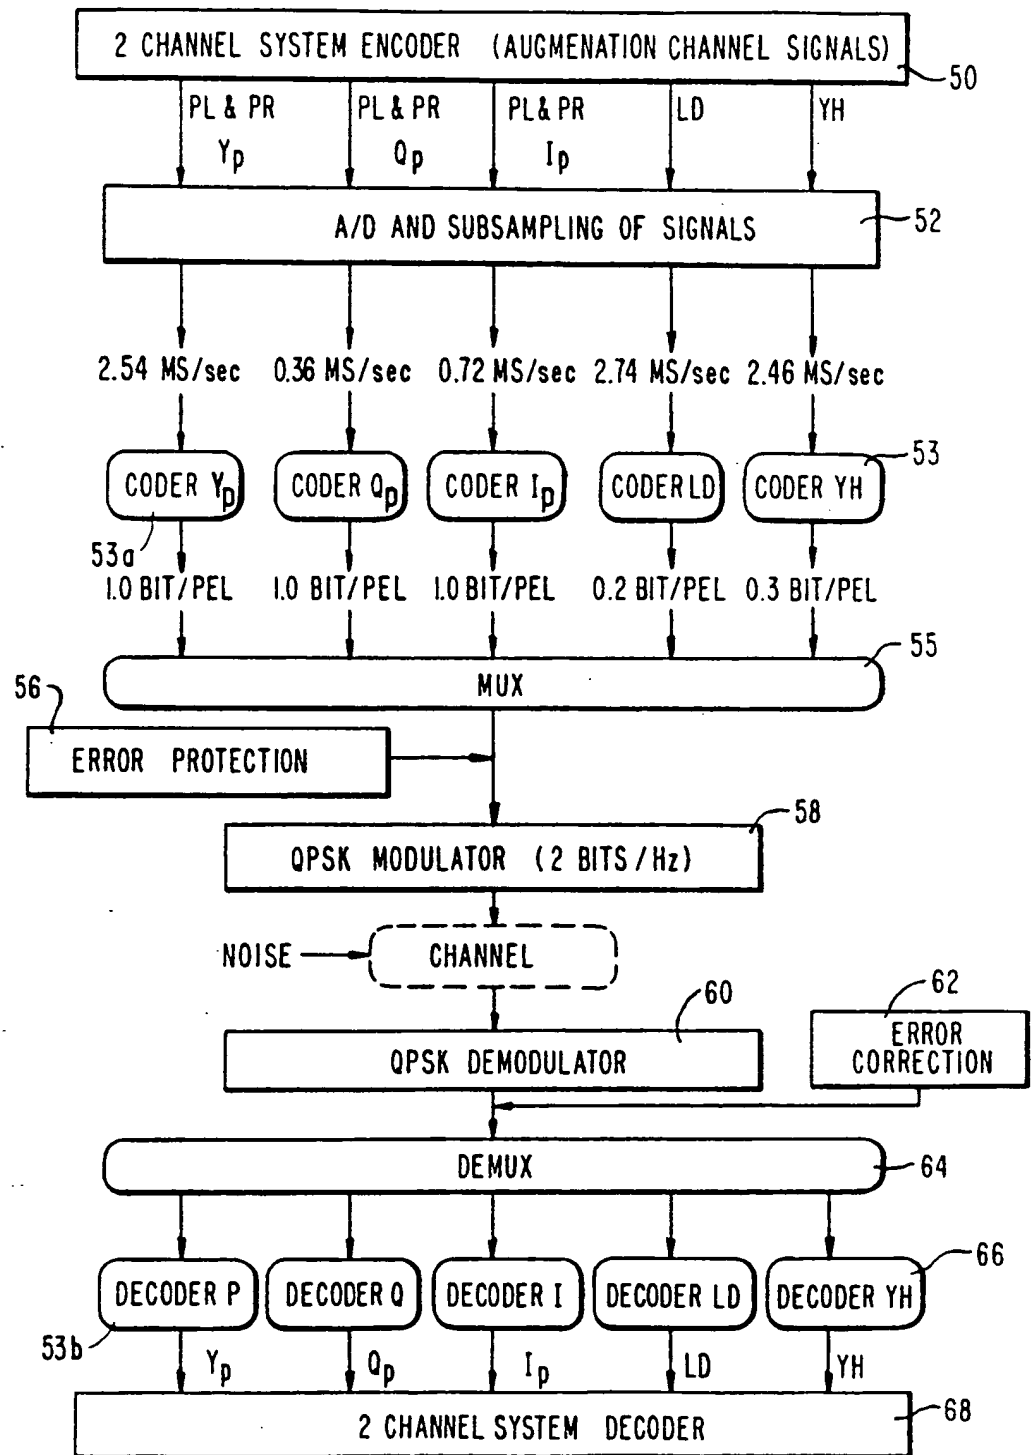 2 CHANNEL SYSTEM ENCODER (AUGMENATION CHANNEL SIGNALS)
50
PL & PR PL & PR PL & PR LD YH
Yp Qp Ip
A/D AND SUBSAMPLING OF SIGNALS
52
2.54 MS/sec 0.36 MS/sec 0.72 MS/sec 2.74 MS/sec 2.46 MS/sec
53
CODER Yp CODER Qp CODER Ip CODER LD CODER YH
53a
1.0 BIT/PEL 1.0 BIT/PEL 1.0 BIT/PEL 0.2 BIT/PEL 0.3 BIT/PEL
55
MUX
56
ERROR PROTECTION
58
QPSK MODULATOR (2 BITS/Hz)
NOISE CHANNEL
60
62
QPSK DEMODULATOR
ERROR
CORRECTION
DEMUX
64
66
DECODER P DECODER Q DECODER I DECODER LD DECODER YH
53b
Yp Qp Ip LD YH
2 CHANNEL SYSTEM DECODER
68